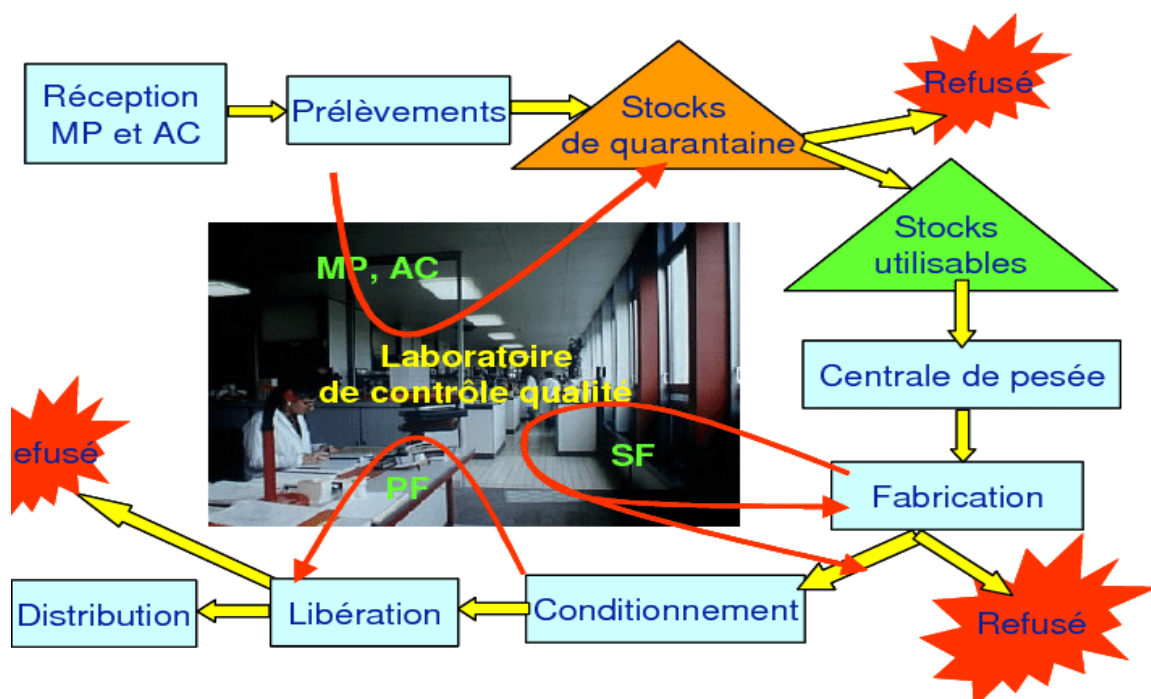 Réception
MP et AC
Prélèvements
Stocks
de quarantaine
Refusé
Stocks
utilisables
MP, AC
Laboratoire
de contrôle qualité
Centrale de pesée
SF
PF
efusé
Fabrication
Refusé
Conditionnement
Libération
Distribution